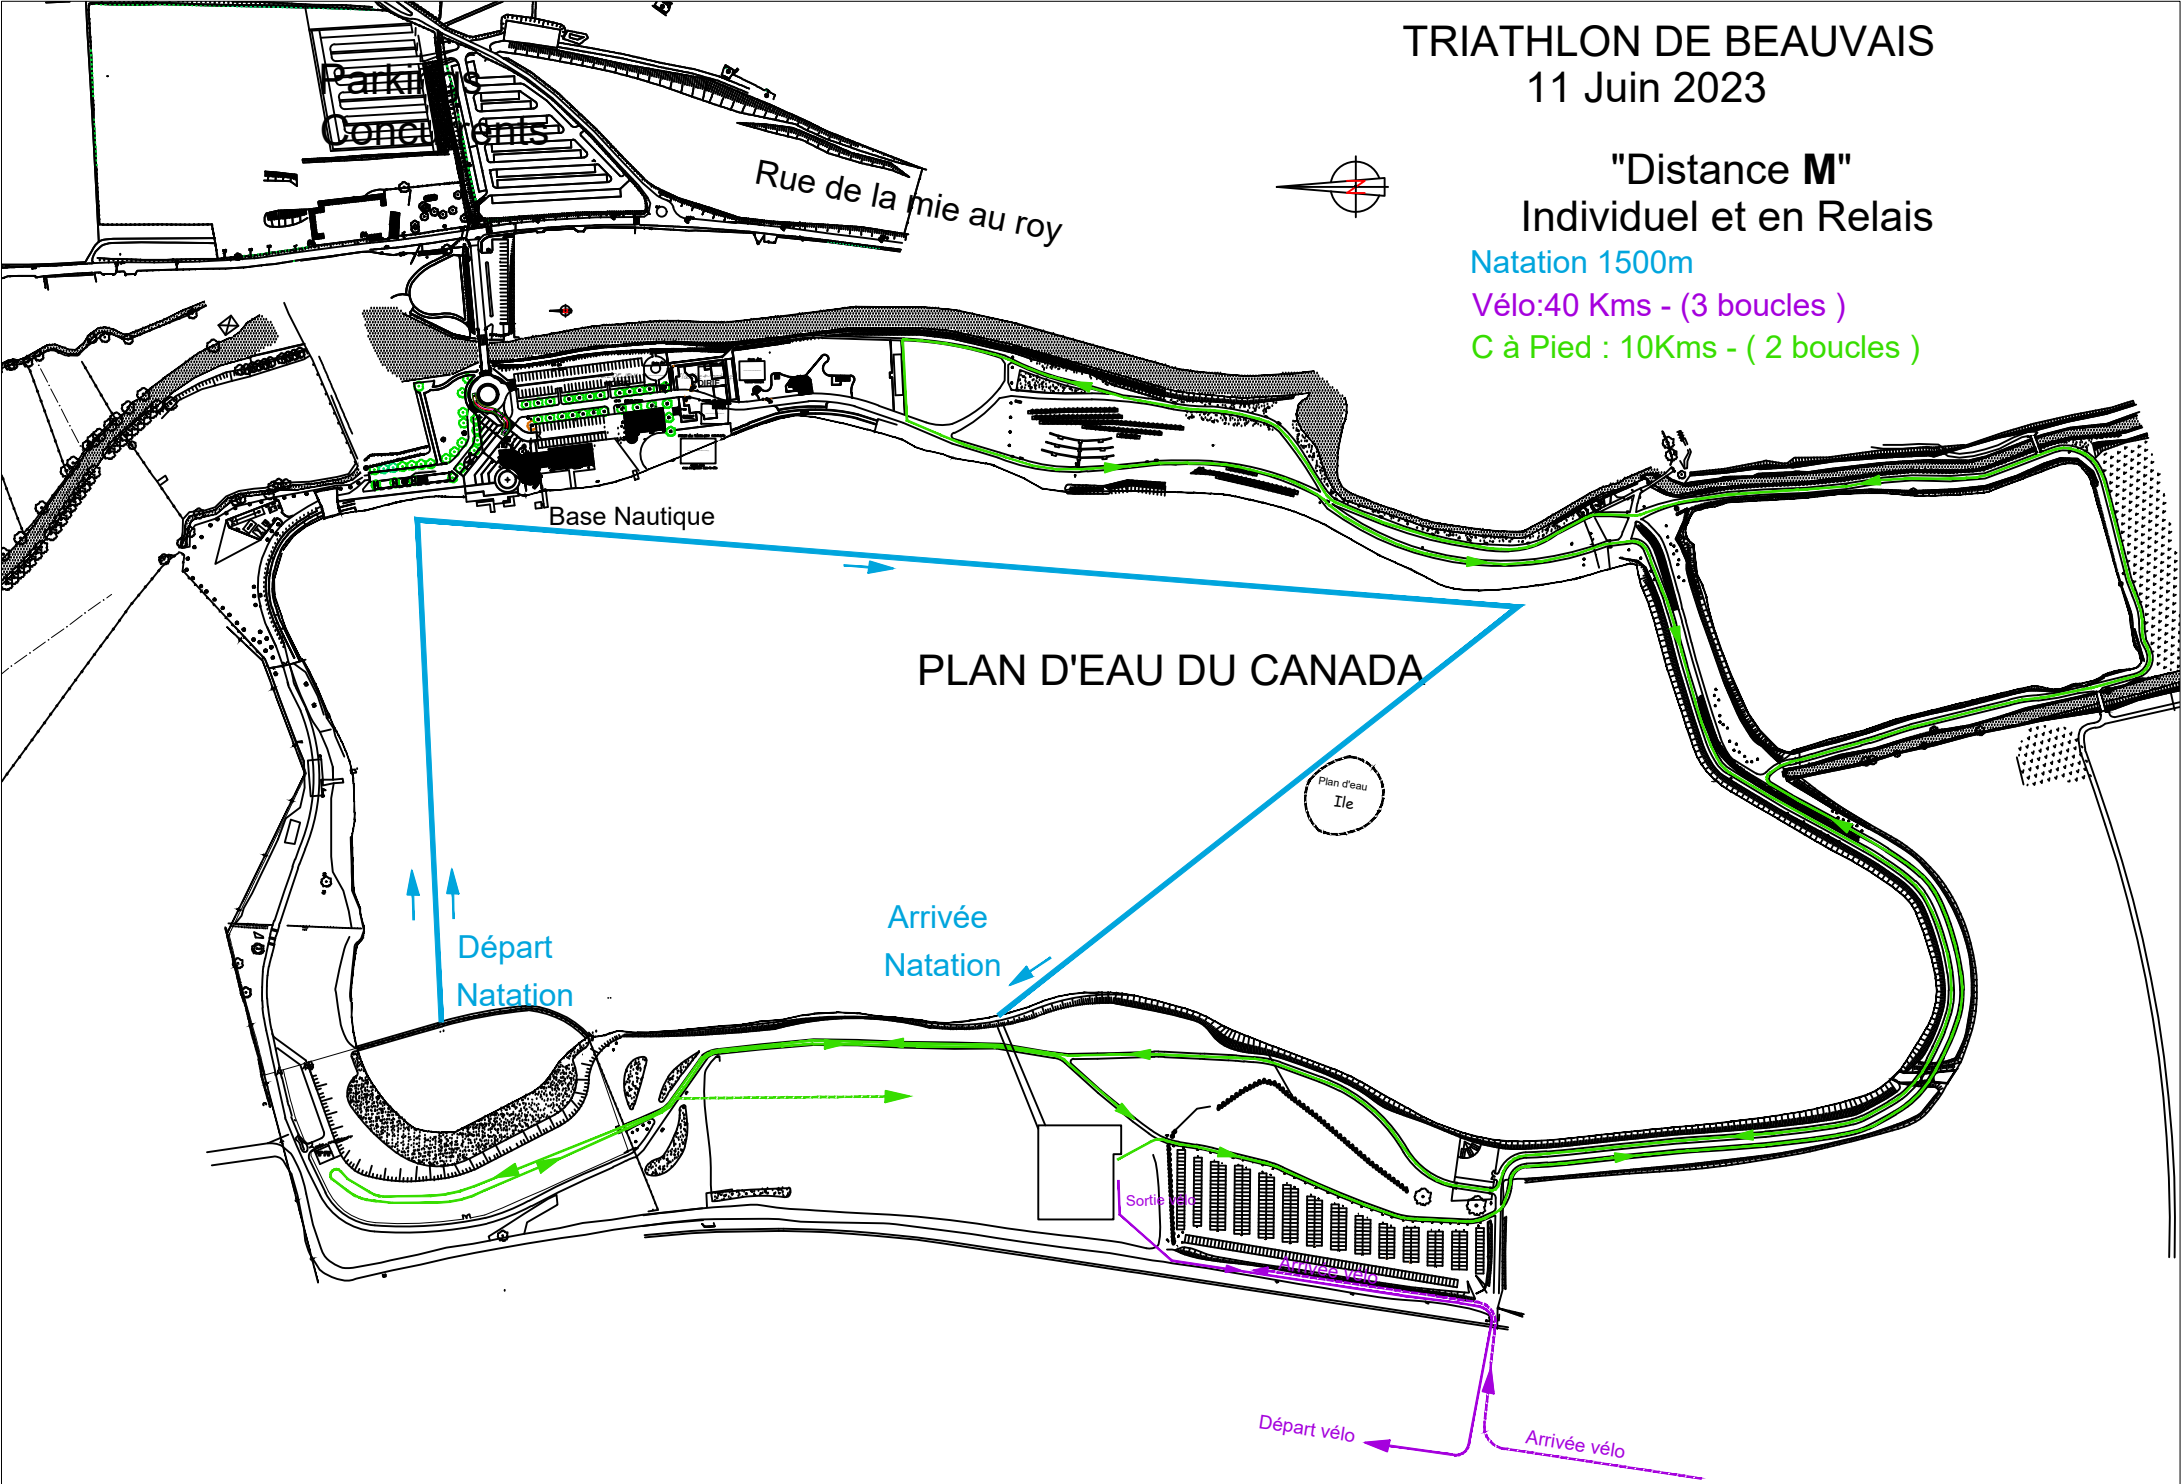 TRIATHLON DE BEAUVAIS
11 Juin 2023
"Distance M"
Individuel et en Relais
Natation 1500m
Vélo:40 Kms - (3 boucles )
C à Pied : 10Kms - ( 2 boucles )
Parkings
Concurrents
Rue de la mie au roy
Base Nautique
PLAN D'EAU DU CANADA
Plan d'eau
Ile
Départ
Natation
Arrivée
Natation
Sortie vélo
Arrivée vélo
Départ vélo
Arrivée vélo